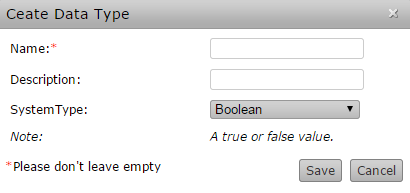 Ceate Data Type ×
Name:*
Description:
SystemType: Boolean ▼
Note: A true or false value.
*Please don't leave empty Save Cancel